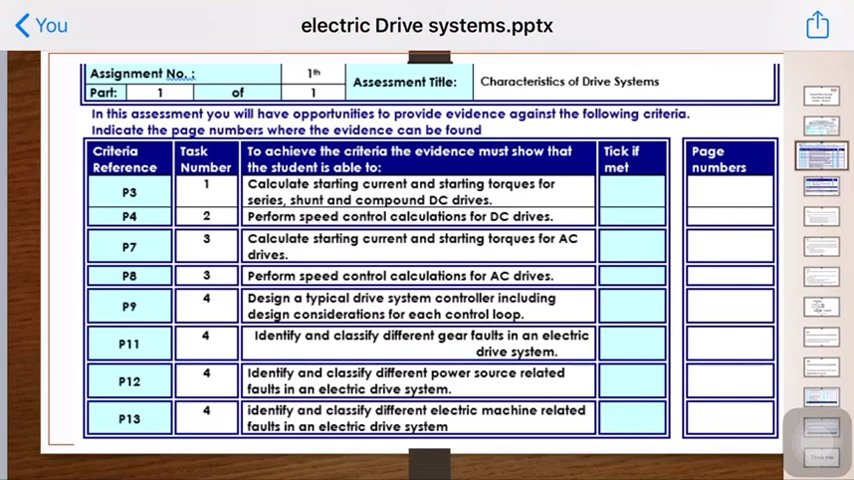 You
electric Drive systems.pptx
Assignment No. :
1th
Assessment Title:
Characteristics of Drive Systems
Part:
1
of
1
In this assessment you will have opportunities to provide evidence against the following criteria.
Indicate the page numbers where the evidence can be found
Criteria Reference
Task Number
To achieve the criteria the evidence must show that
the student is able to:
Tick if met
Page numbers
P3
1
Calculate starting current and starting torques for
series, shunt and compound DC drives.
P4
2
Perform speed control calculations for DC drives.
P7
3
Calculate starting current and starting torques for AC
drives.
P8
3
Perform speed control calculations for AC drives.
P9
4
Design a typical drive system controller including
design considerations for each control loop.
P11
4
Identify and classify different gear faults in an electric
drive system.
P12
4
Identify and classify different power source related
faults in an electric drive system.
P13
4
identify and classify different electric machine related
faults in an electric drive system